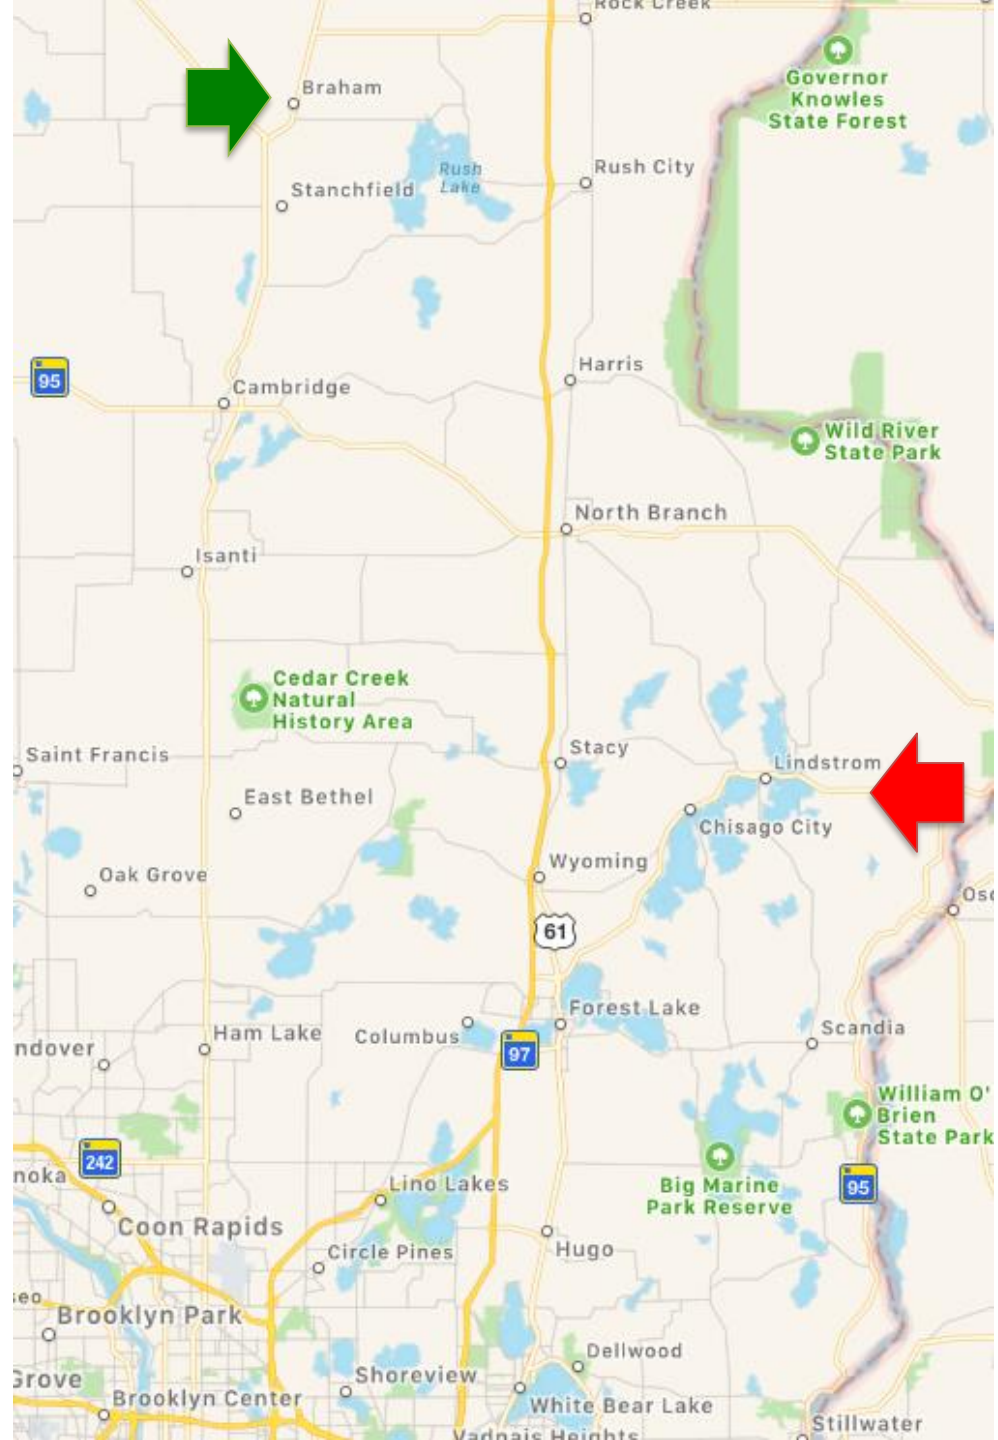 Rock Creek
Governor
Knowles
State Forest
Braham
Rush
Lake
Rush City
Stanchfield
Harris
95
Cambridge
Wild River
State Park
North Branch
Isanti
Cedar Creek
Natural
History Area
Saint Francis
Stacy
Lindstrom
East Bethel
Chisago City
Wyoming
Oak Grove
Osc
61
Forest Lake
Scandia
Ham Lake
Columbus
ndover
97
William O'
Brien
State Park
242
noka
Lino Lakes
Big Marine
Park Reserve
95
Coon Rapids
Circle Pines
Hugo
seo
Brooklyn Park
Dellwood
Grove
Shoreview
Brooklyn Center
White Bear Lake
Stillwater
Vadnais Heights